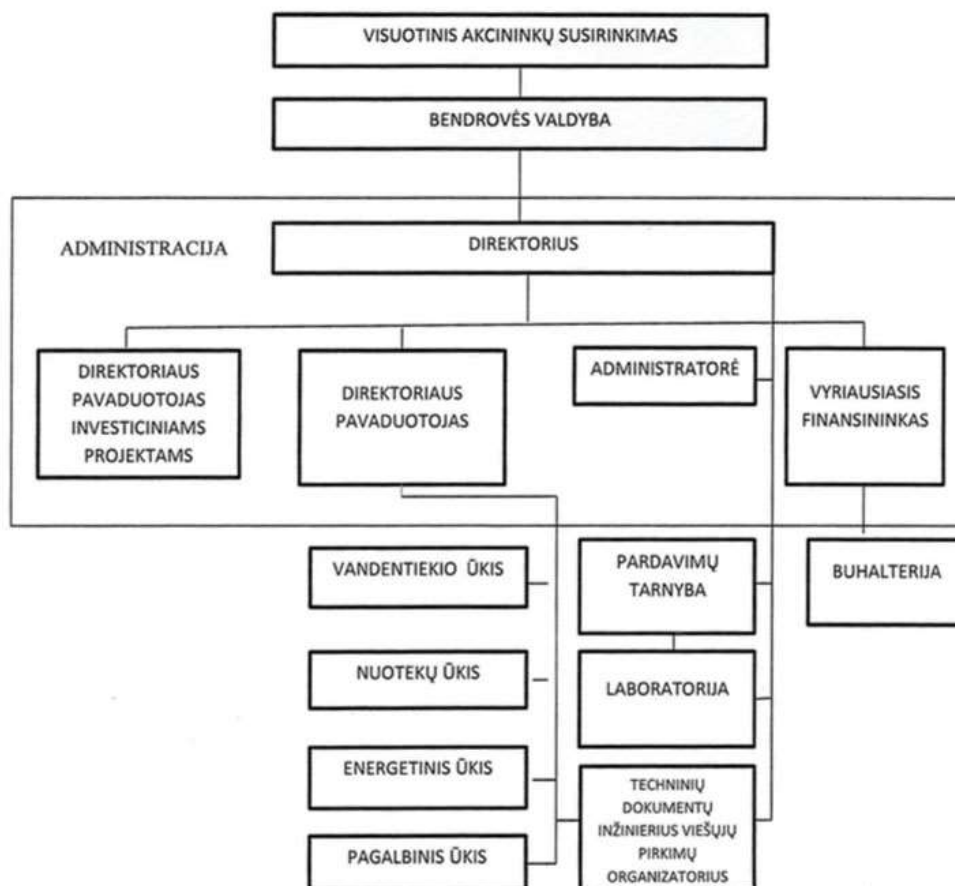 VISUOTINIS AKCININKŲ SUSIRINKIMAS
BENDROVĖS VALDYBA
ADMINISTRACIJA
DIREKTORIUS
DIREKTORIAUS
PAVADUOTOJAS
INVESTICINIAMS
PROJEKTAMS
DIREKTORIAUS
PAVADUOTOJAS
ADMINISTRATORĖ
VYRIAUSIASIS
FINANSININKAS
VANDENTIEKIO ŪKIS
NUOTEKŲ ŪKIS
ENERGETINIS ŪKIS
PAGALBINIS ŪKIS
PARDAVIMŲ
TARNYBA
LABORATORIJA
TECHNINIŲ
DOKUMENTŲ
INŽINIERIUS VIEŠŲJŲ
PIRKIMŲ
ORGANIZATORIUS
BUHALTERIJA